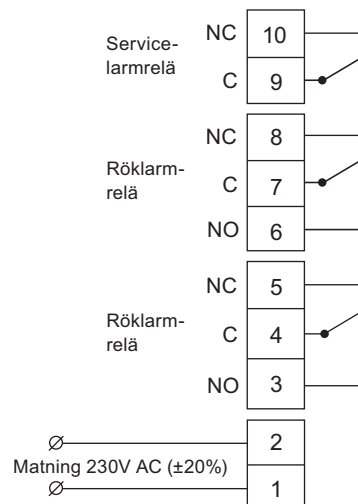 Service-
larmrelä
NC 10
C 9
Röklarm-
relä
NC 8
C 7
NO 6
Röklarm-
relä
NC 5
C 4
NO 3
2
Matning 230V AC (±20%)
1